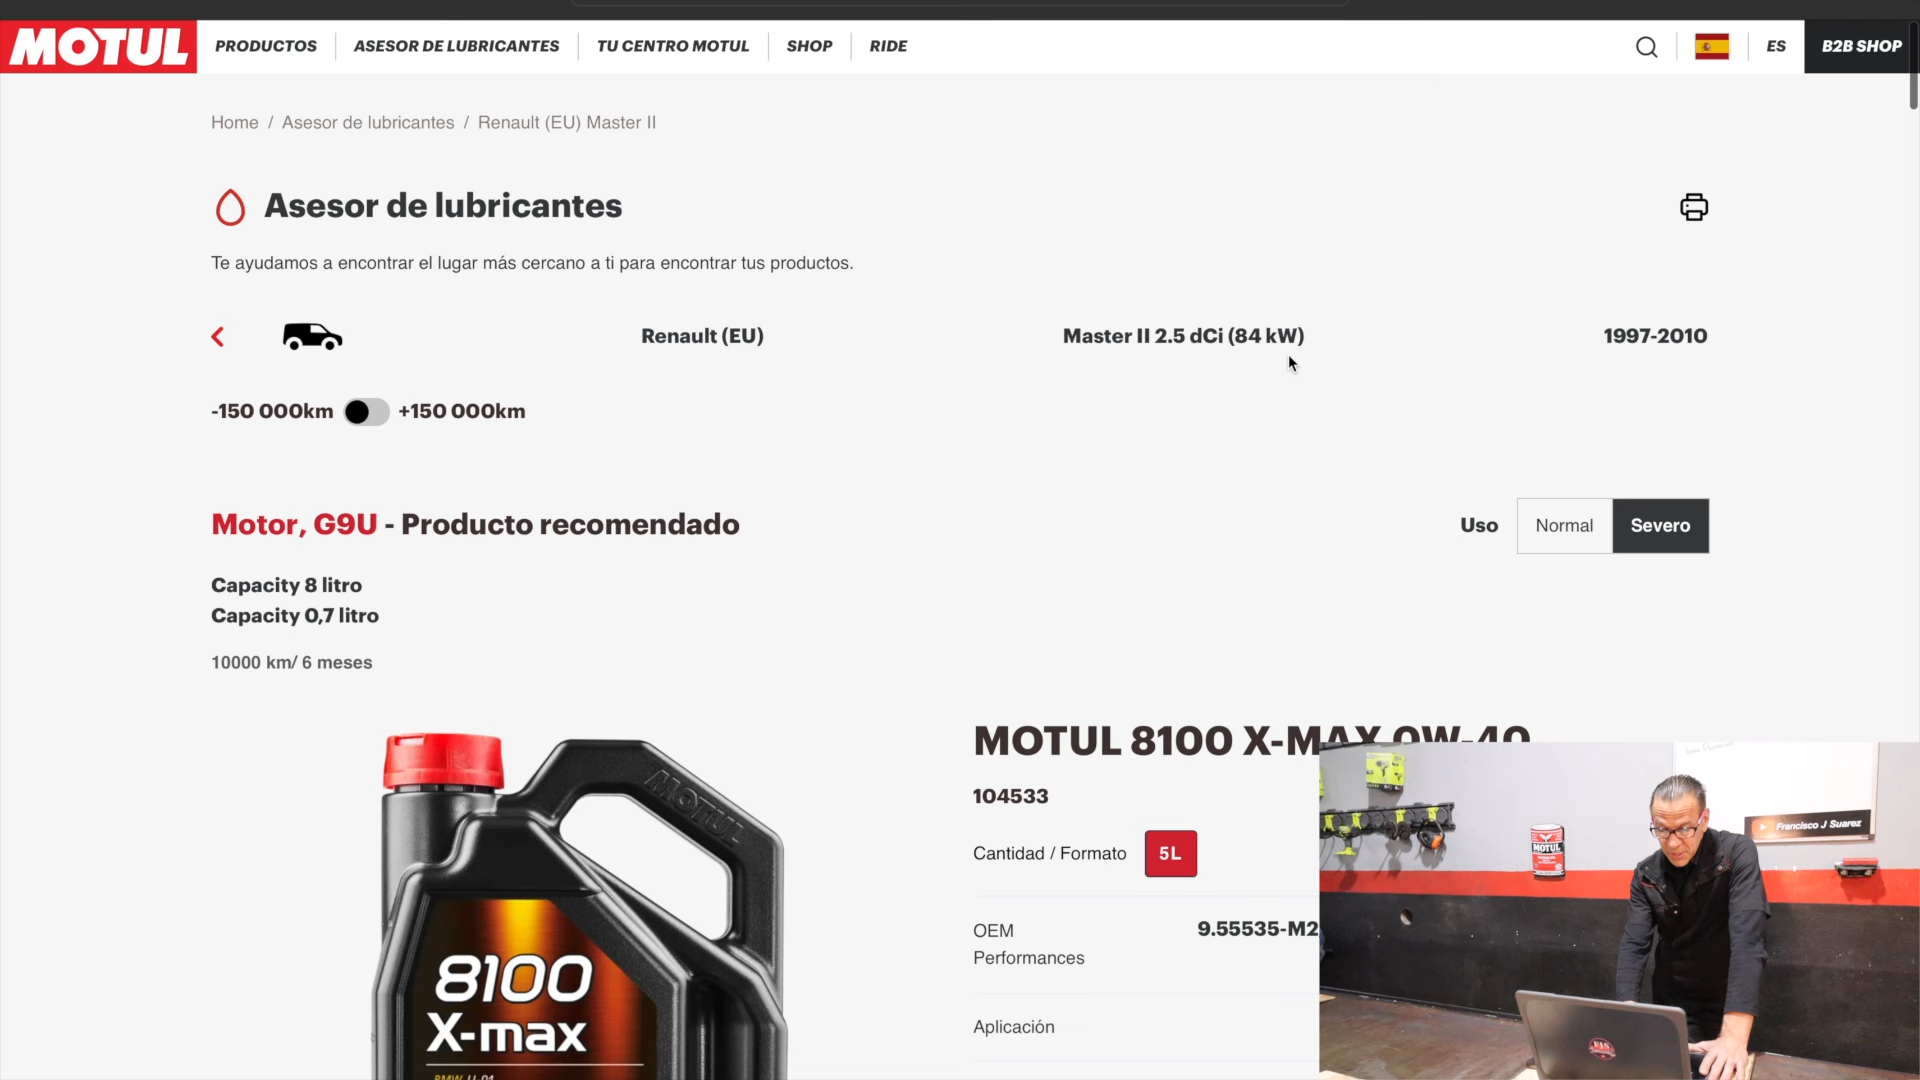 MOTUL
PRODUCTOS
ASESOR DE LUBRICANTES
TU CENTRO MOTUL
SHOP
RIDE
ES
B2B SHOP
Home / Asesor de lubricantes / Renault (EU) Master II
Asesor de lubricantes
Te ayudamos a encontrar el lugar más cercano a ti para encontrar tus productos.
Renault (EU)
Master II 2.5 dCi (84 kW)
1997-2010
-150 000km
+150 000km
Motor, G9U - Producto recomendado
Uso
Normal
Severo
Capacity 8 litro
Capacity 0,7 litro
10000 km/ 6 meses
MOTUL
8100
X-max
MOTUL 8100 X-MAX 0W-40
104533
Cantidad / Formato
5L
OEM
Performances
9.55535-M2
Aplicación
MOTUL
Francisco J Suarez